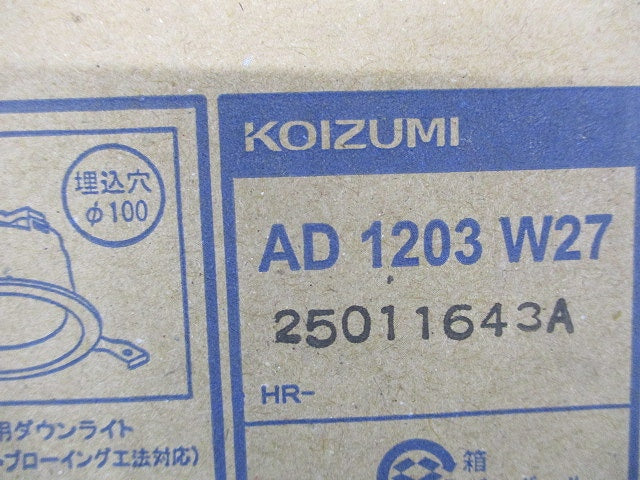 埋込穴
φ100
用ダウンライト
ブローイング工法対応)
KOIZUMI
AD 1203 W27
25011643A
HR-
箱